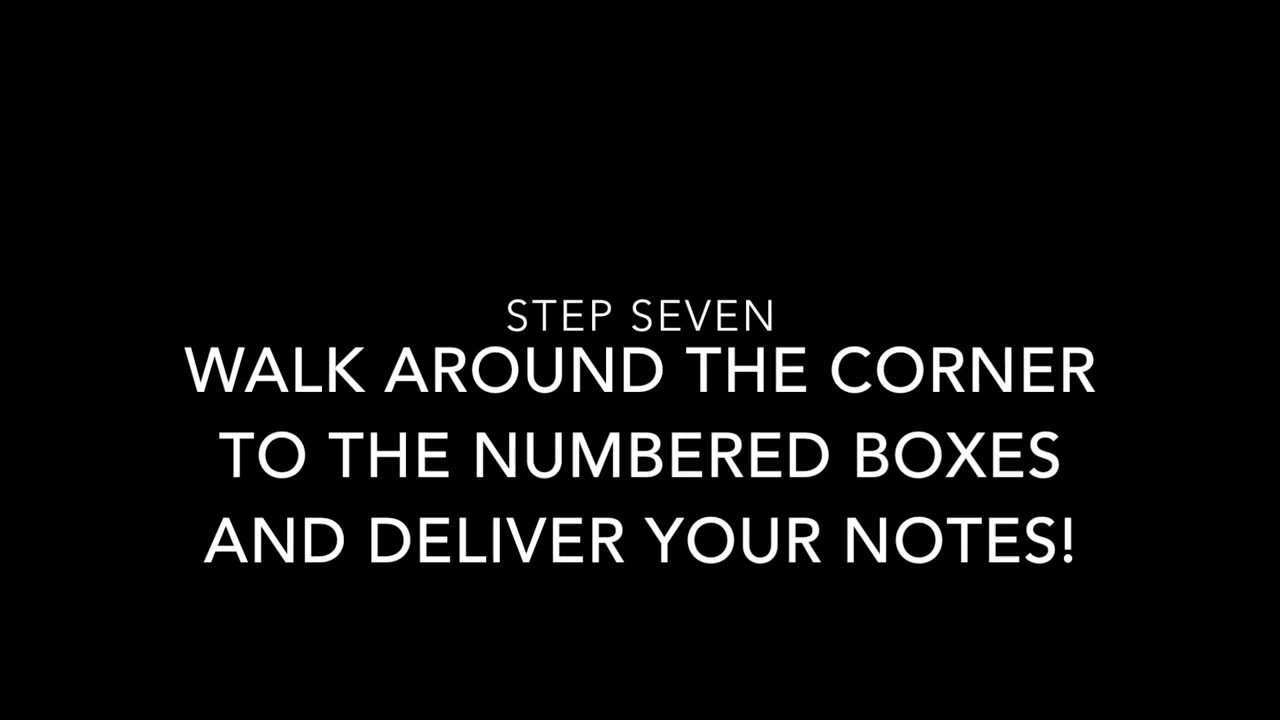 STEP SEVEN
WALK AROUND THE CORNER
TO THE NUMBERED BOXES
AND DELIVER YOUR NOTES!